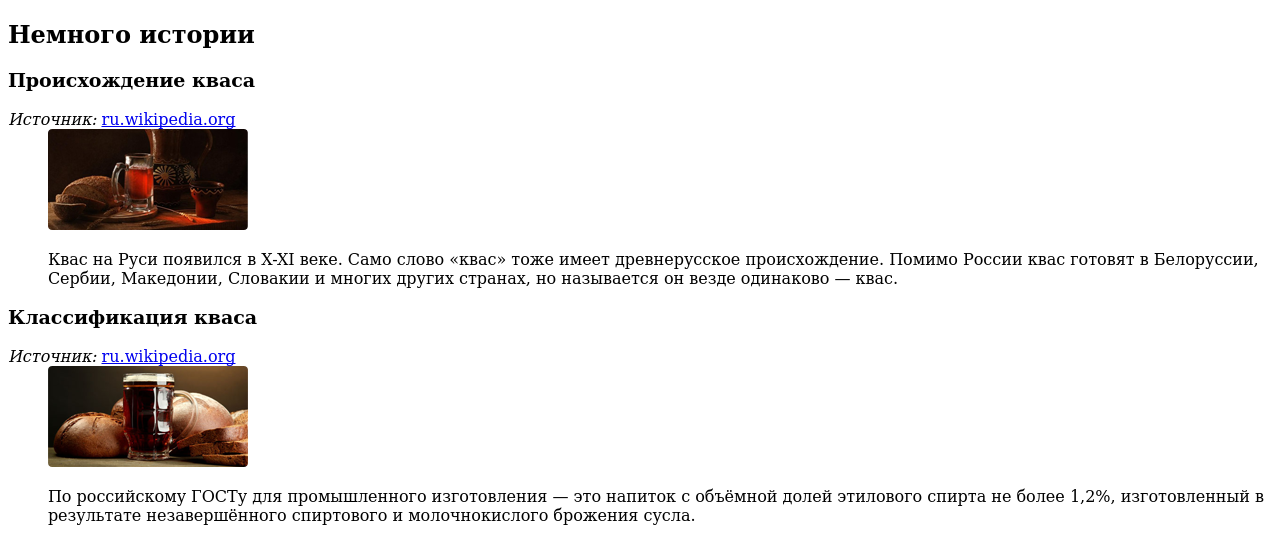 Немного истории
Происхождение кваса
Источник: ru.wikipedia.org
Квас на Руси появился в X-XI веке. Само слово «квас» тоже имеет древнерусское происхождение. Помимо России квас готовят в Белоруссии,
Сербии, Македонии, Словакии и многих других странах, но называется он везде одинаково — квас.
Классификация кваса
Источник: ru.wikipedia.org
По российскому ГОСТу для промышленного изготовления — это напиток с объёмной долей этилового спирта не более 1,2%, изготовленный в
результате незавершённого спиртового и молочнокислого брожения сусла.